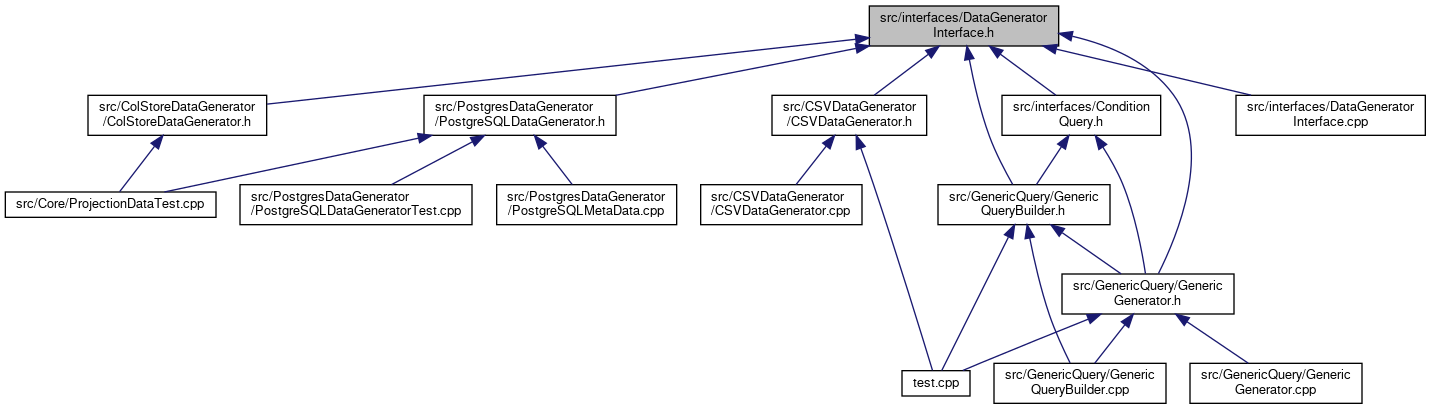 src/interfaces/DataGenerator
Interface.h
src/ColStoreDataGenerator
/ColStoreDataGenerator.h
src/PostgresDataGenerator
/PostgreSQLDataGenerator.h
src/CSVDataGenerator
/CSVDataGenerator.h
src/interfaces/Condition
Query.h
src/interfaces/DataGenerator
Interface.cpp
src/Core/ProjectionDataTest.cpp
src/PostgresDataGenerator
/PostgreSQLDataGeneratorTest.cpp
src/PostgresDataGenerator
/PostgreSQLMetaData.cpp
src/CSVDataGenerator
/CSVDataGenerator.cpp
src/GenericQuery/Generic
QueryBuilder.h
src/GenericQuery/Generic
Generator.h
test.cpp
src/GenericQuery/Generic
QueryBuilder.cpp
src/GenericQuery/Generic
Generator.cpp